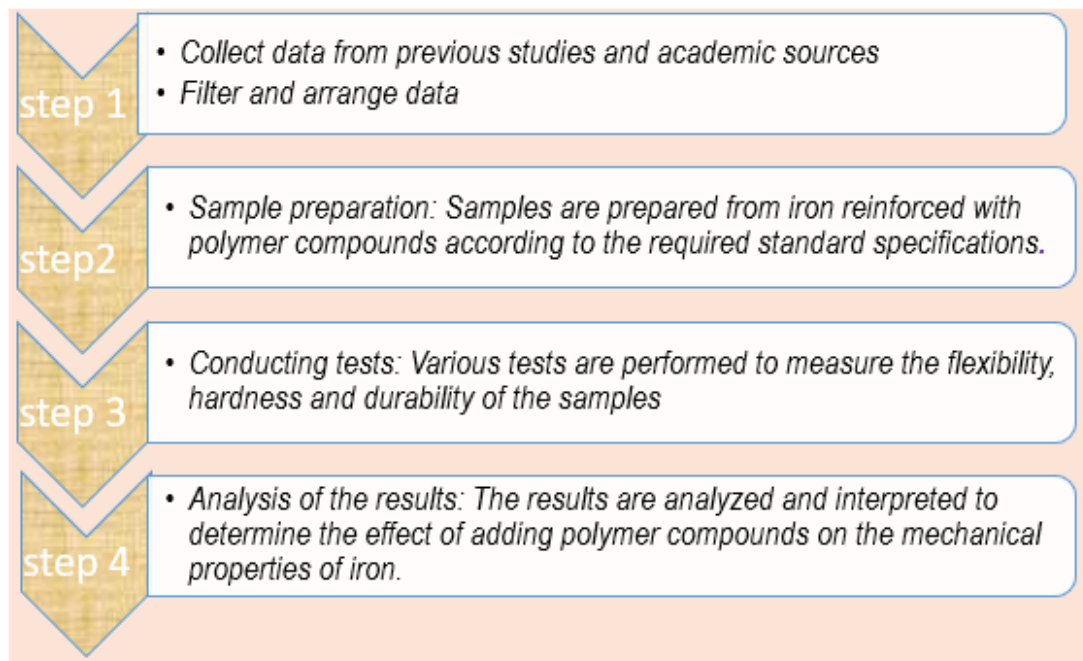 step 1
• Collect data from previous studies and academic sources
• Filter and arrange data
step2
• Sample preparation: Samples are prepared from iron reinforced with
polymer compounds according to the required standard specifications.
step 3
• Conducting tests: Various tests are performed to measure the flexibility,
hardness and durability of the samples
step 4
• Analysis of the results: The results are analyzed and interpreted to
determine the effect of adding polymer compounds on the mechanical
properties of iron.